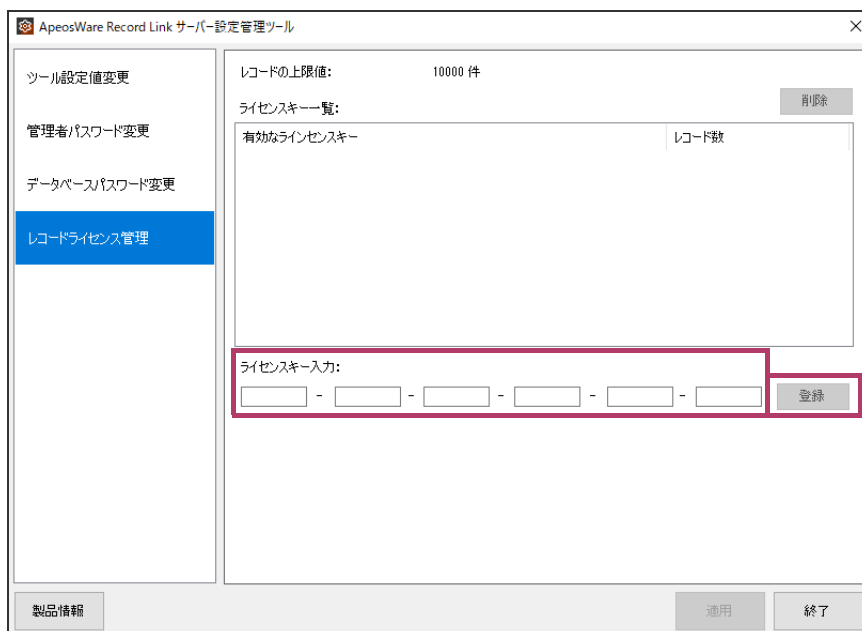 ApeosWare Record Link サーバー設定管理ツール
ツール設定値変更
管理者パスワード変更
データベースパスワード変更
レコードライセンス管理
レコードの上限値: 10000 件
削除
ライセンスキー一覧:
有効なラインセンスキー レコード数
ライセンスキー入力:
- - - - -
登録
製品情報
適用
終了